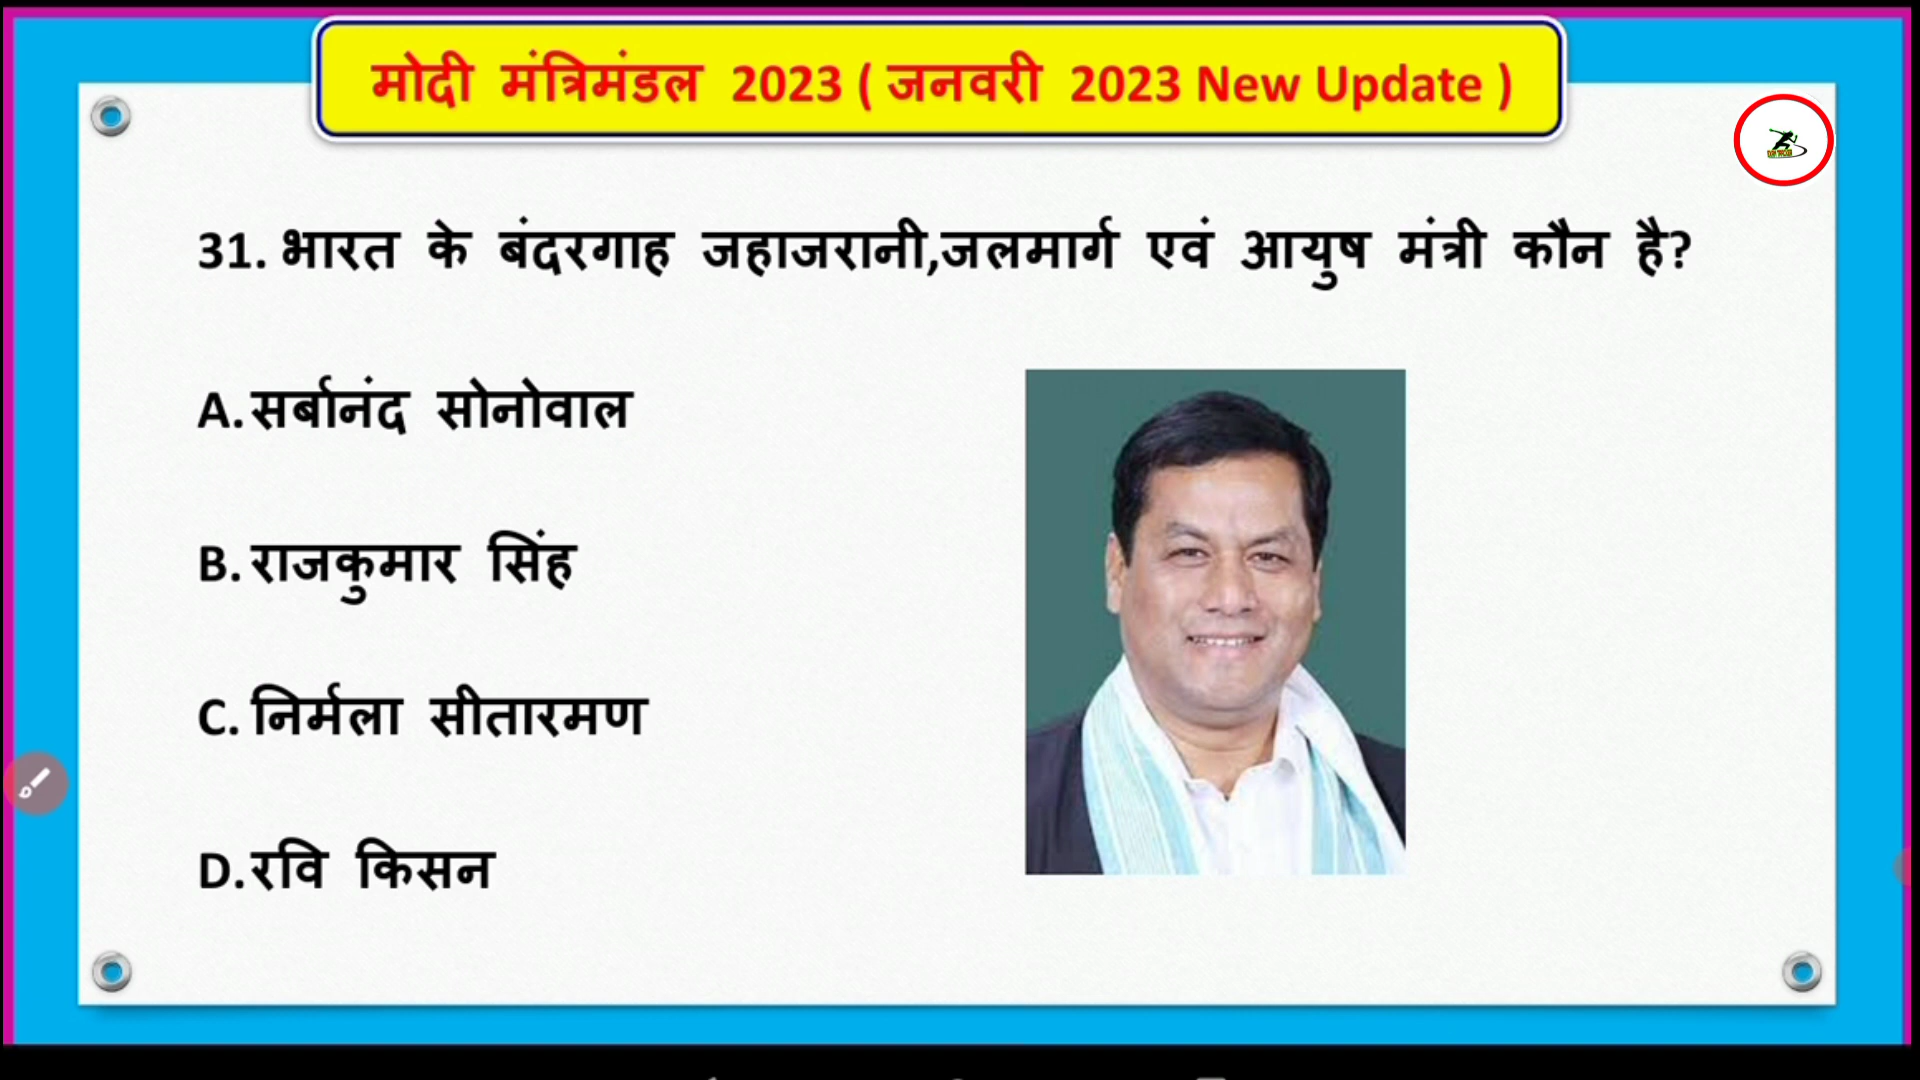 मोदी मंत्रिमंडल 2023 ( जनवरी 2023 New Update )
31. भारत के बंदरगाह जहाजरानी,जलमार्ग एवं आयुष मंत्री कौन है?
A. सर्बानंद सोनोवाल
B. राजकुमार सिंह
C. निर्मला सीतारमण
D. रवि किसन